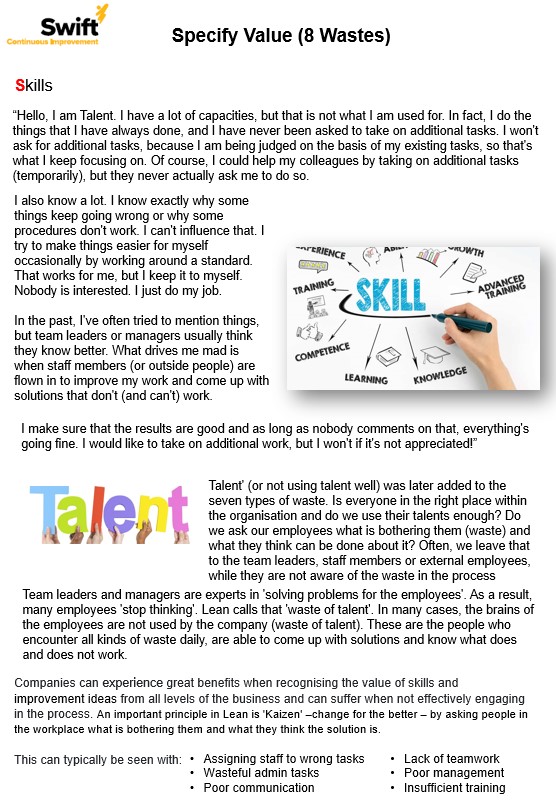 Swift
Continuous Improvement
Specify Value (8 Wastes)
Skills
“Hello, I am Talent. I have a lot of capacities, but that is not what I am used for. In fact, I do the
things that I have always done, and I have never been asked to take on additional tasks. I won’t
ask for additional tasks, because I am being judged on the basis of my existing tasks, so that’s
what I keep focusing on. Of course, I could help my colleagues by taking on additional tasks
(temporarily), but they never actually ask me to do so.
I also know a lot. I know exactly why some
things keep going wrong or why some
procedures don’t work. I can’t influence that. I
try to make things easier for myself
occasionally by working around a standard.
That works for me, but I keep it to myself.
Nobody is interested. I just do my job.
In the past, I’ve often tried to mention things,
but team leaders or managers usually think
they know better. What drives me mad is
when staff members (or outside people) are
flown in to improve my work and come up with
solutions that don’t (and can’t) work.
GROWTH
TRAINING
SKILL
ADVANCED
TRAINING
COMPETENCE
LEARNING
KNOWLEDGE
I make sure that the results are good and as long as nobody comments on that, everything’s
going fine. I would like to take on additional work, but I won’t if it’s not appreciated!”
Talent
Talent’ (or not using talent well) was later added to the
seven types of waste. Is everyone in the right place within
the organisation and do we use their talents enough? Do
we ask our employees what is bothering them (waste) and
what they think can be done about it? Often, we leave that
to the team leaders, staff members or external employees,
while they are not aware of the waste in the process
Team leaders and managers are experts in 'solving problems for the employees'. As a result,
many employees 'stop thinking'. Lean calls that 'waste of talent'. In many cases, the brains of
the employees are not used by the company (waste of talent). These are the people who
encounter all kinds of waste daily, are able to come up with solutions and know what does
and does not work.
Companies can experience great benefits when recognising the value of skills and
improvement ideas from all levels of the business and can suffer when not effectively engaging
in the process. An important principle in Lean is 'Kaizen' –change for the better – by asking people in
the workplace what is bothering them and what they think the solution is.
This can typically be seen with:
• Assigning staff to wrong tasks
• Wasteful admin tasks
• Poor communication
• Lack of teamwork
• Poor management
• Insufficient training